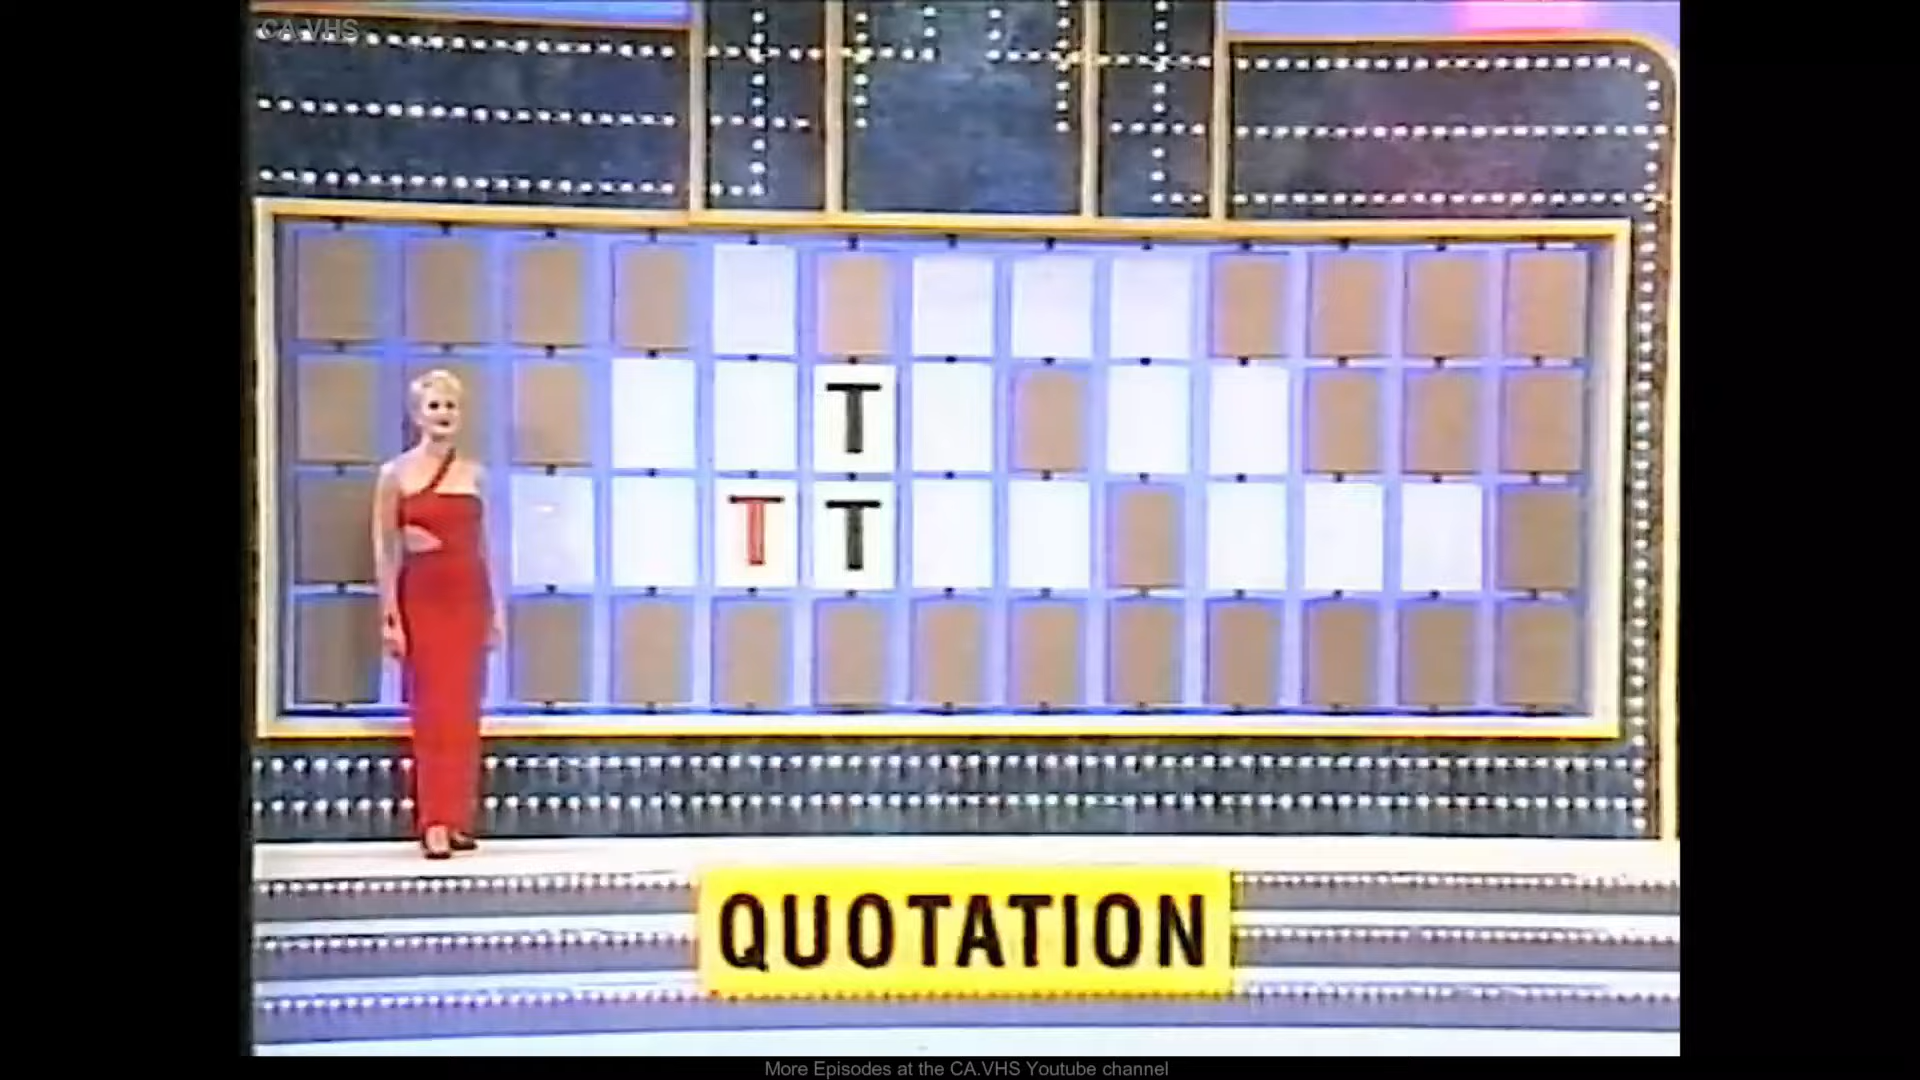 CA.VHS
T
T T
QUOTATION
More Episodes at the CA.VHS Youtube channel